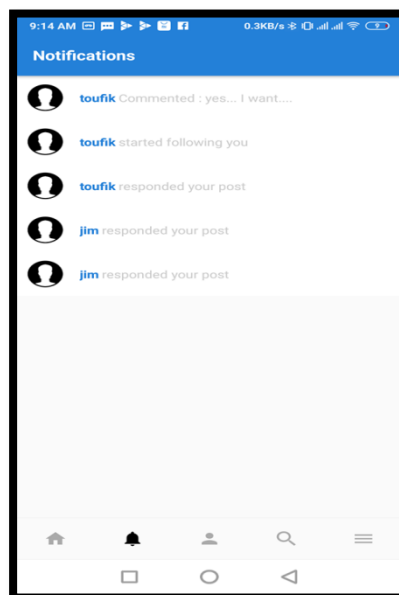 9:14 AM 0.3KB/s
Notifications
toufik Commented : yes... I want....
toufik started following you
toufik responded your post
jim responded your post
jim responded your post